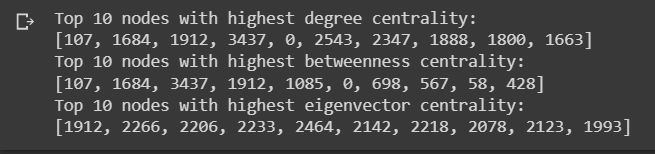 Top 10 nodes with highest degree centrality:
[107, 1684, 1912, 3437, 0, 2543, 2347, 1888, 1800, 1663]
Top 10 nodes with highest betweenness centrality:
[107, 1684, 3437, 1912, 1085, 0, 698, 567, 58, 428]
Top 10 nodes with highest eigenvector centrality:
[1912, 2266, 2206, 2233, 2464, 2142, 2218, 2078, 2123, 1993]